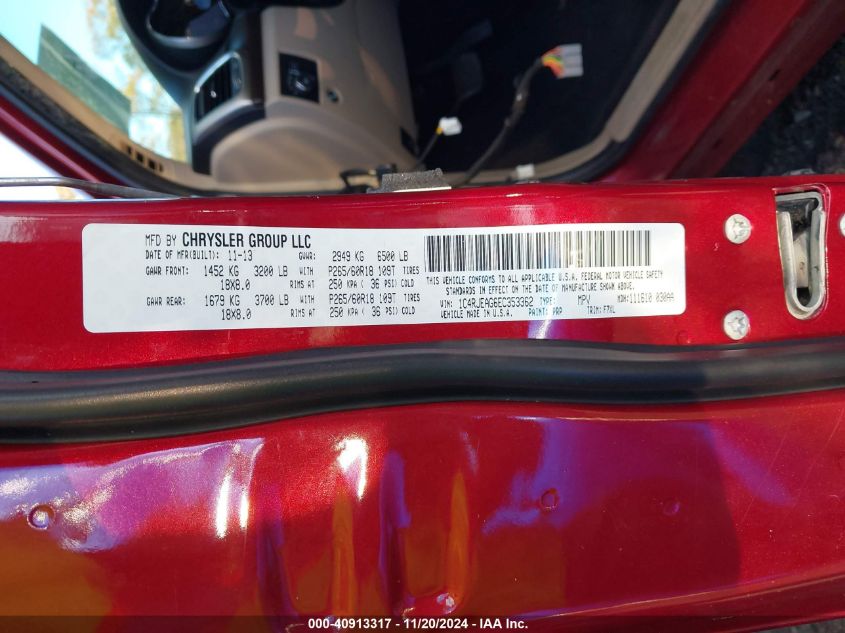 MFD BY CHRYSLER GROUP LLC
DATE OF MFR(BUILT): 11-13 GVWR: 2949 KG 6500 LB
GAWR FRONT: 1452 KG 3200 LB WITH P265/60R18 109T TIRES
18X8.0 RIMS AT 250 KPA ( 36 PSI) COLD
GAWR REAR: 1679 KG 3700 LB WITH P265/60R18 109T TIRES
18X8.0 RIMS AT 250 KPA ( 36 PSI) COLD
THIS VEHICLE CONFORMS TO ALL APPLICABLE U.S.A. FEDERAL MOTOR VEHICLE SAFETY
STANDARDS IN EFFECT ON THE DATE OF MANUFACTURE SHOWN ABOVE.
VIN: 1C4RJEAG6EC353362 TYPE: MPV MDH:111810 030AA
VEHICLE MADE IN U.S.A. PAINT: PRP TRIM:
000-40913317 - 11/20/2024 - IAA Inc.